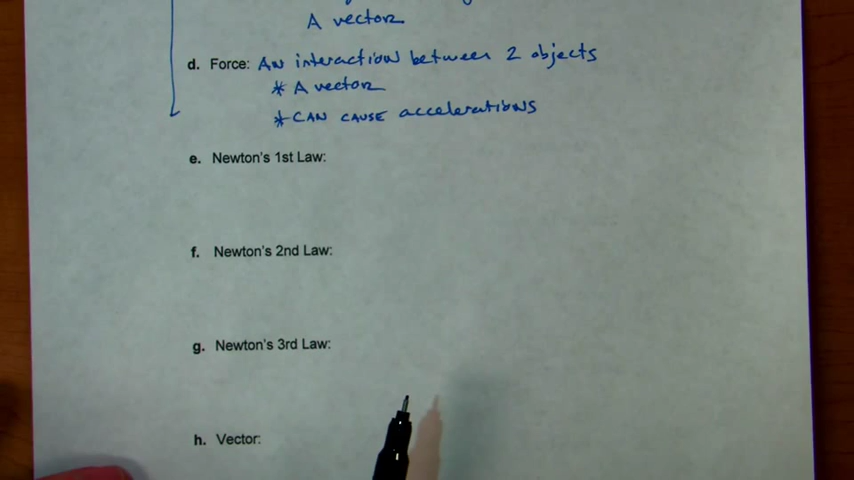 A vector
d. Force: An interaction between 2 objects
* A vector
* CAN CAUSE accelerations
e. Newton's 1st Law:
f. Newton's 2nd Law:
g. Newton's 3rd Law:
h. Vector: